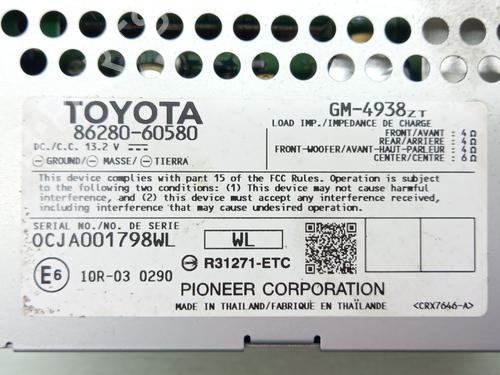 TOYOTA
86280-60580
DC./C.C. 13.2 V
GROUND/ MASSE/ TIERRA
GM-4938ZT
LOAD IMP./IMPEDANCE DE CHARGE
FRONT/AVANT : 4Ω
REAR/ARRIERE : 4Ω
FRONT-WOOFER/AVANT-HAUT-PARLEUR : 4Ω
CENTER/CENTRE : 6Ω
This device complies with part 15 of the FCC Rules. Operation is subject
to the following two conditions: (1) This device may not cause harmful
interference, and (2) this device must accept any interference received,
including interference that may cause undesired operation.
SERIAL NO./NO. DE SERIE
OCJA001798WL
WL
E6
10R-03 0290
R31271-ETC
PIONEER CORPORATION
MADE IN THAILAND/FABRIQUÉ EN THAÏLANDE
<CRX7646-A>